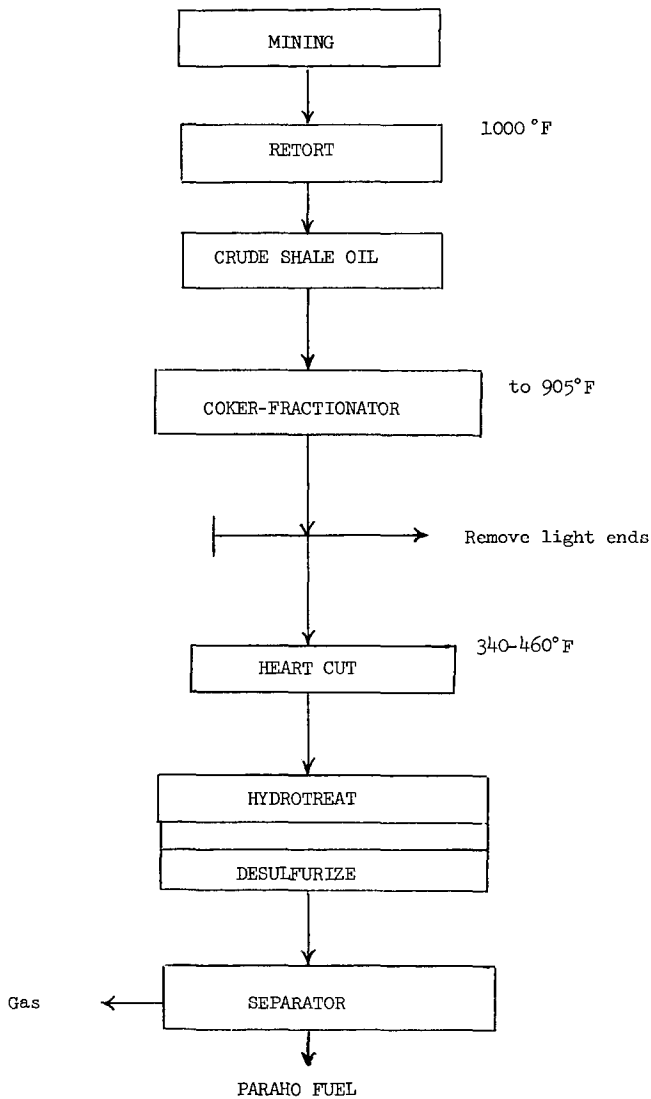 MINING
1000°F
RETORT
CRUDE SHALE OIL
to 905°F
COKER-FRACTIONATOR
Remove light ends
340-460°F
HEART CUT
HYDROTREAT
DESULFURIZE
Gas
SEPARATOR
PARAHO FUEL